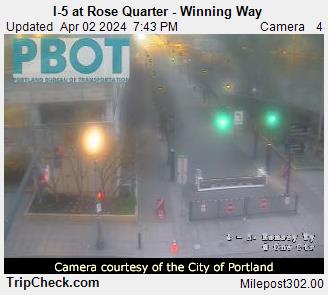 I-5 at Rose Quarter - Winning Way
Updated Apr 02 2024 7:43 PM Camera 4
PBOT
PORTLAND BUREAU OF TRANSPORTATION
Camera courtesy of the City of Portland
TripCheck.com Milepost302.00